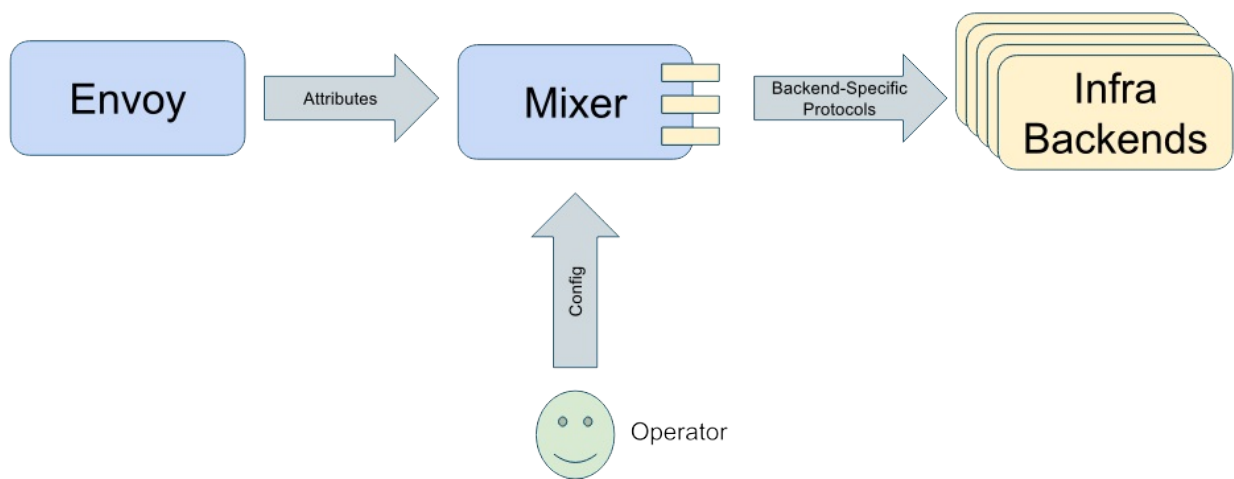 Envoy
Attributes
Mixer
Backend-Specific
Protocols
Infra
Backends
Config
Operator